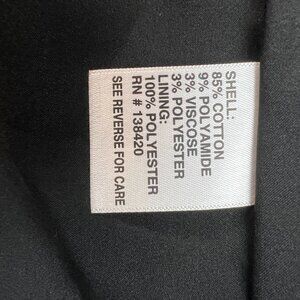 SHELL:
85% COTTON
9% POLYAMIDE
3% VISCOSE
3% POLYESTER
LINING:
100% POLYESTER
RN # 138420
SEE REVERSE FOR CARE